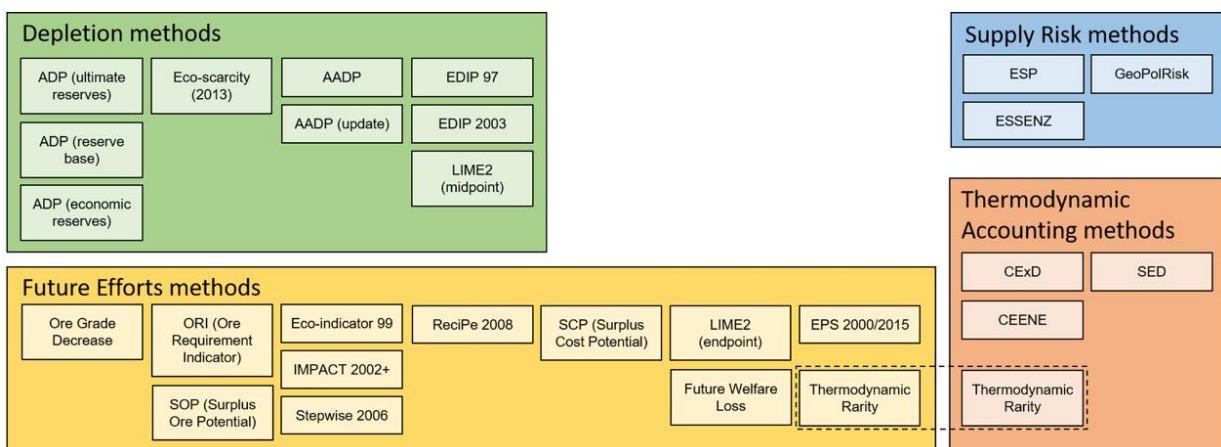 Depletion methods
ADP (ultimate
reserves)
ADP (reserve
base)
ADP (economic
reserves)
Eco-scarcity
(2013)
AADP
AADP (update)
EDIP 97
EDIP 2003
LIME2
(midpoint)
Supply Risk methods
ESP
GeoPolRisk
ESSENZ
Future Efforts methods
Ore Grade
Decrease
ORI (Ore
Requirement
Indicator)
SOP (Surplus
Ore Potential)
Eco-indicator 99
IMPACT 2002+
Stepwise 2006
ReciPe 2008
SCP (Surplus
Cost Potential)
LIME2
(endpoint)
Future Welfare
Loss
EPS 2000/2015
Thermodynamic
Rarity
Thermodynamic
Accounting methods
CExD
SED
CEENE
Thermodynamic
Rarity